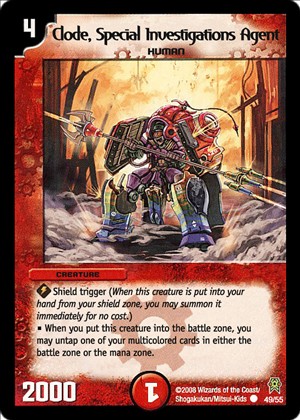 4 Clode, Special Investigations Agent
HUMAN
CREATURE
Shield trigger (When this creature is put into your
hand from your shield zone, you may summon it
immediately for no cost.)
▪ When you put this creature into the battle zone, you
may untap one of your multicolored cards in either
the battle zone or the mana zone.
2000
1
©2008 Wizards of the Coast/
Shogakukan/Mitsui-Kids
49/55